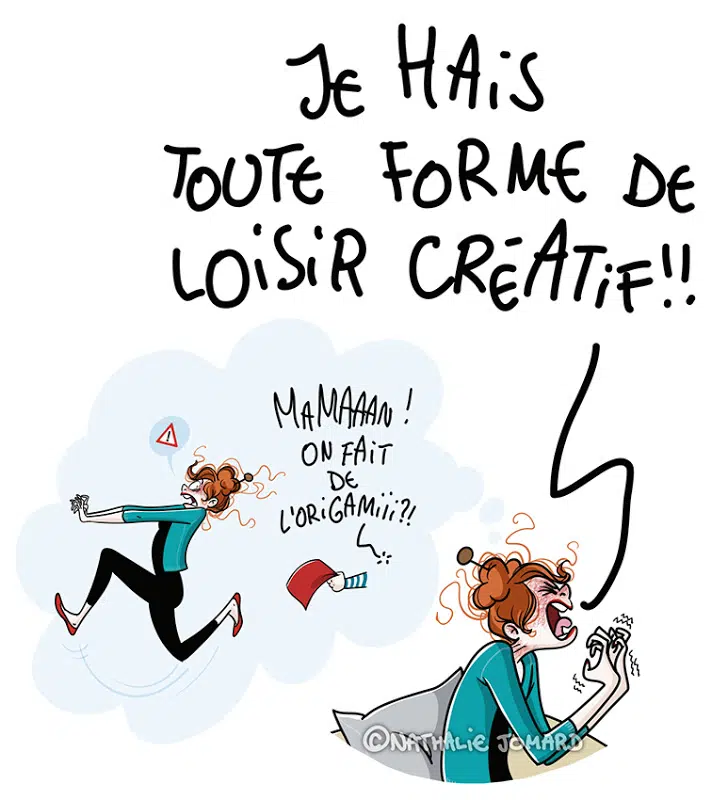 JE HAIS
TOUTE FORME DE
LOISIR CRÉATIF!!
MAMAAAN !
ON FAIT
DE
L'ORIGAMIII?!
!
©NATHALIE JOMARD